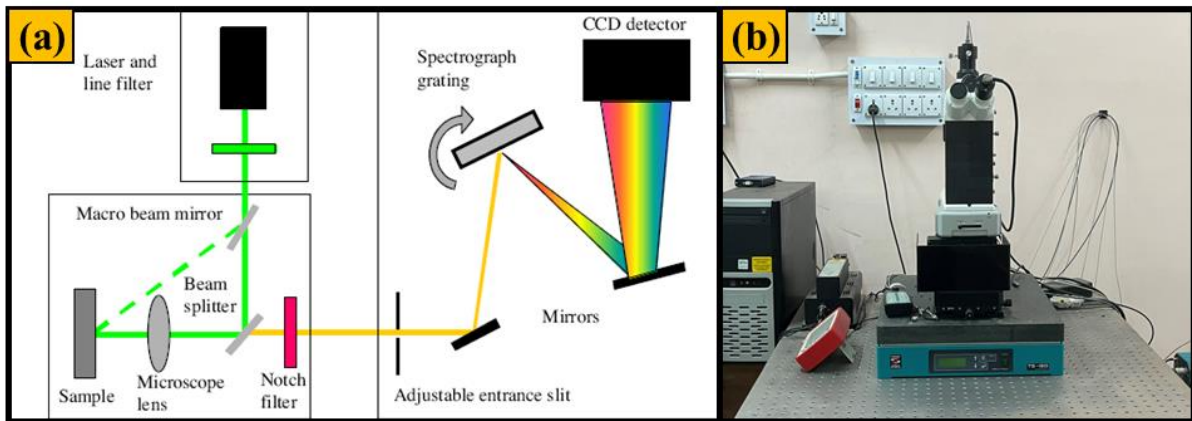 (a)
Laser and
line filter
Macro beam mirror
Beam
splitter
Sample
Microscope
lens
Notch
filter
Spectrograph
grating
CCD detector
Mirrors
Adjustable entrance slit
(b)
TS-150